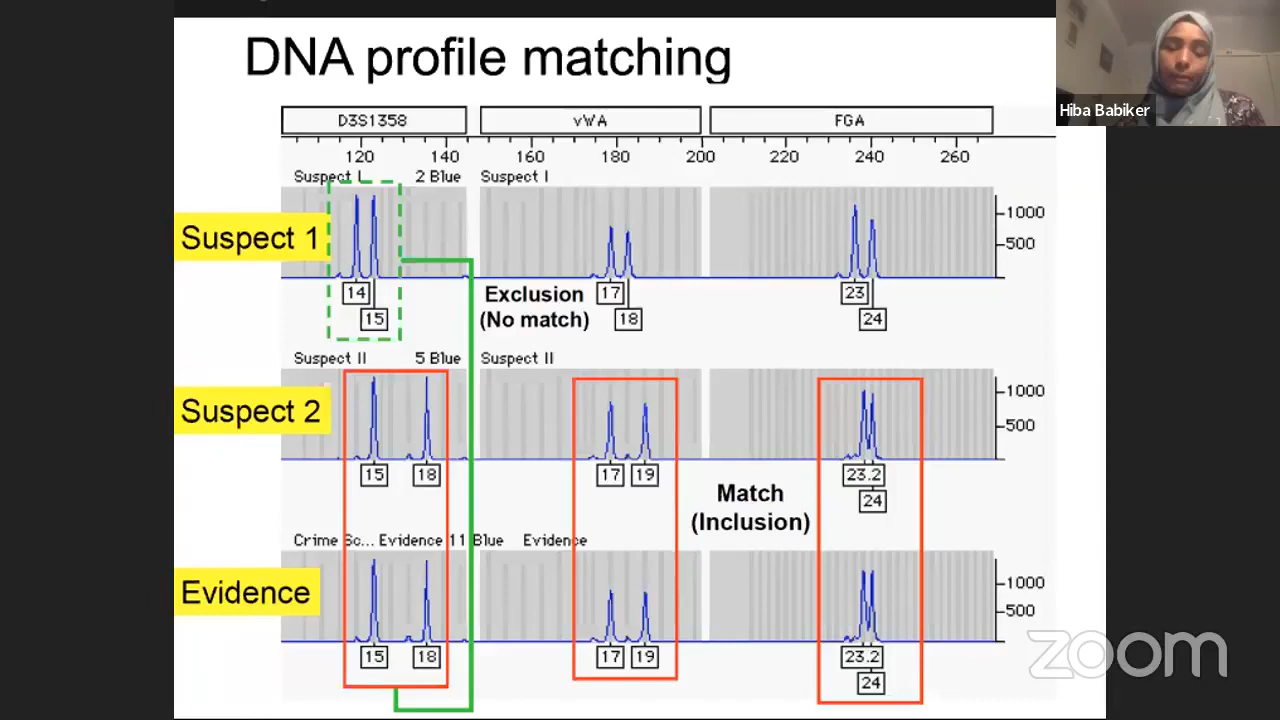 DNA profile matching
Hiba Babiker
D3S1358 vWA FGA
120 140 160 180 200 220 240 260
Suspect I 2 Blue Suspect I
Suspect 1
1000
500
14 17 23
15 18 24
Exclusion
(No match)
Suspect II 5 Blue Suspect II
Suspect 2
1000
500
15 18 17 19 23.2
24
Match
(Inclusion)
Crime Sc... Evidence 11 Blue Evidence
Evidence
1000
500
15 18 17 19 23.2
24
zoom